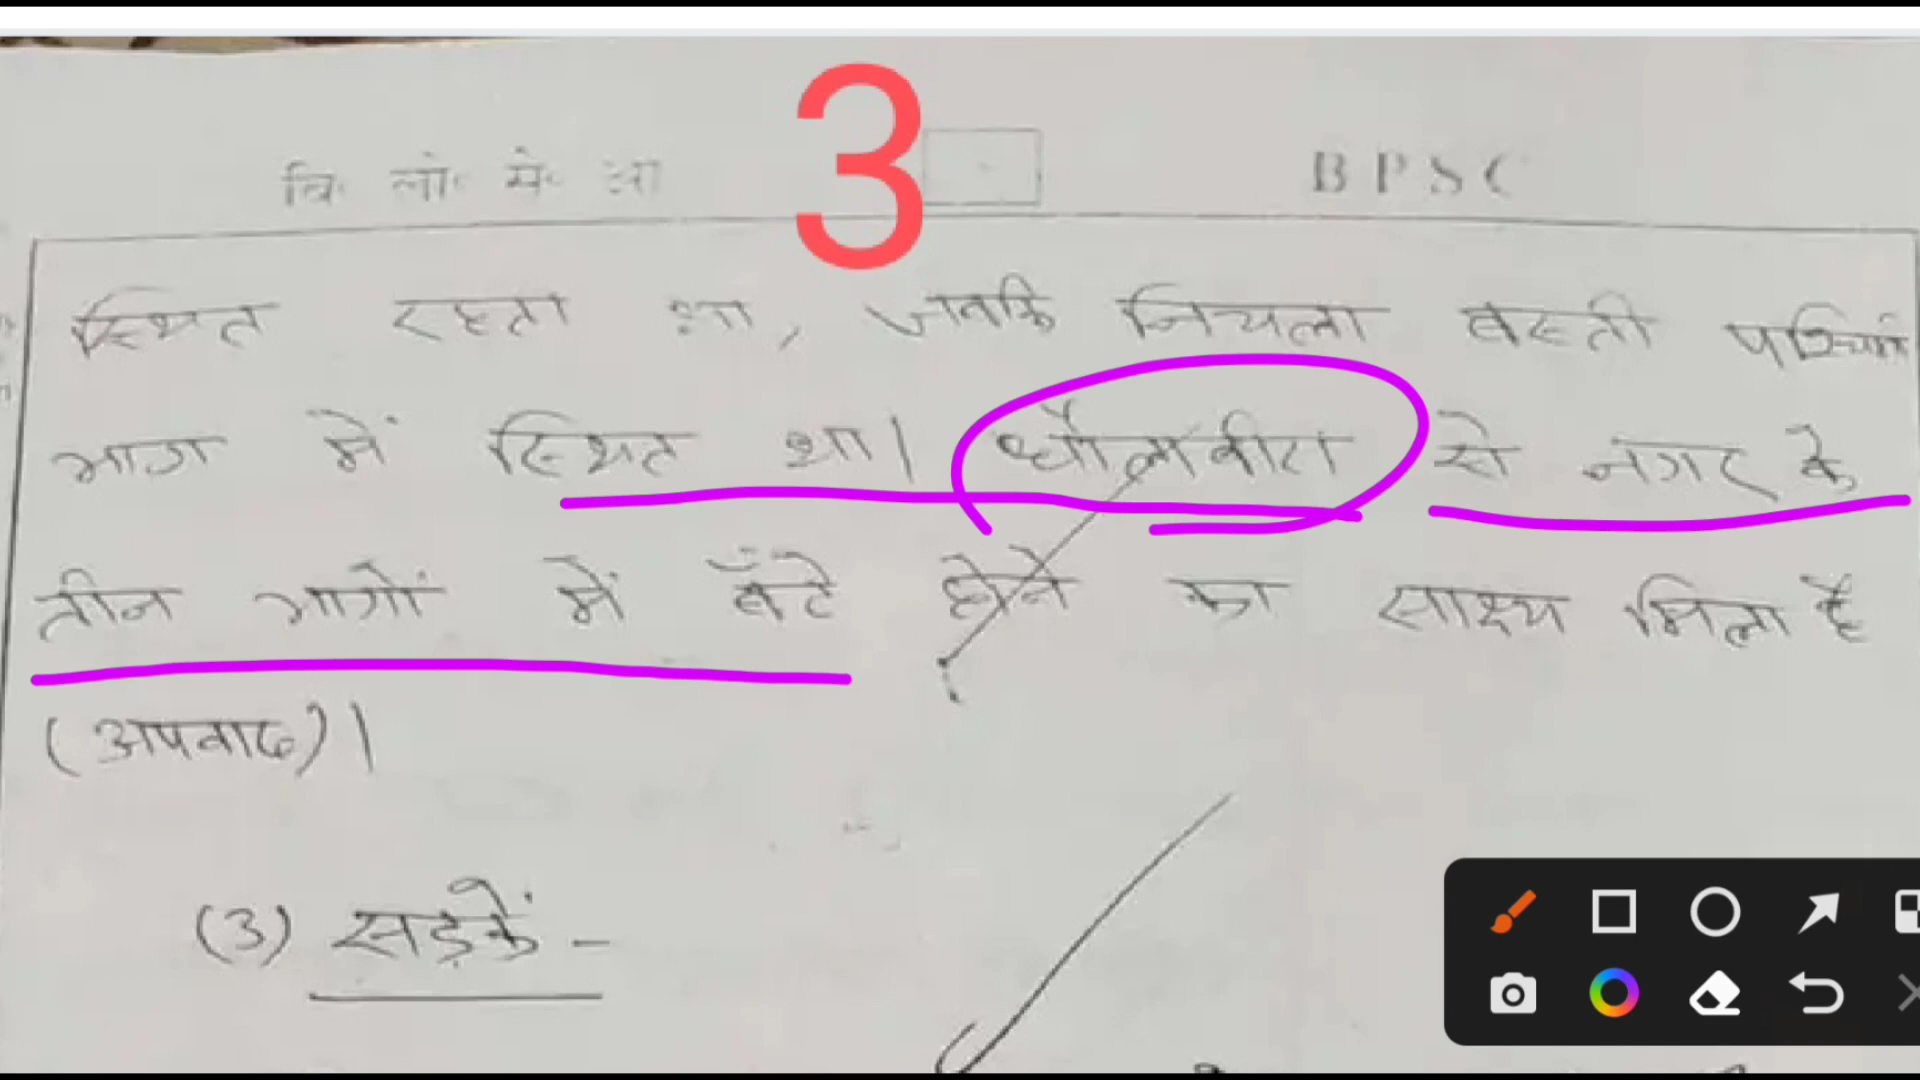 3
बि. लो. से. आ
BPSC
स्थित रहता था, जबकि निचला बस्ती पश्चिमी
भाग में स्थित था। धौलावीरा से नगर के
तीन भागों में बँटे होने का साक्ष्य मिला है
(अपवाद)।
(3) सड़कें -